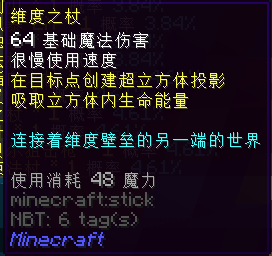 维度之杖
64 基础魔法伤害
很慢使用速度
在目标点创建超立方体投影
吸取立方体内生命能量
连接着维度壁垒的另一端的世界
使用消耗 48 魔力
minecraft:stick
NBT: 6 tag(s)
Minecraft